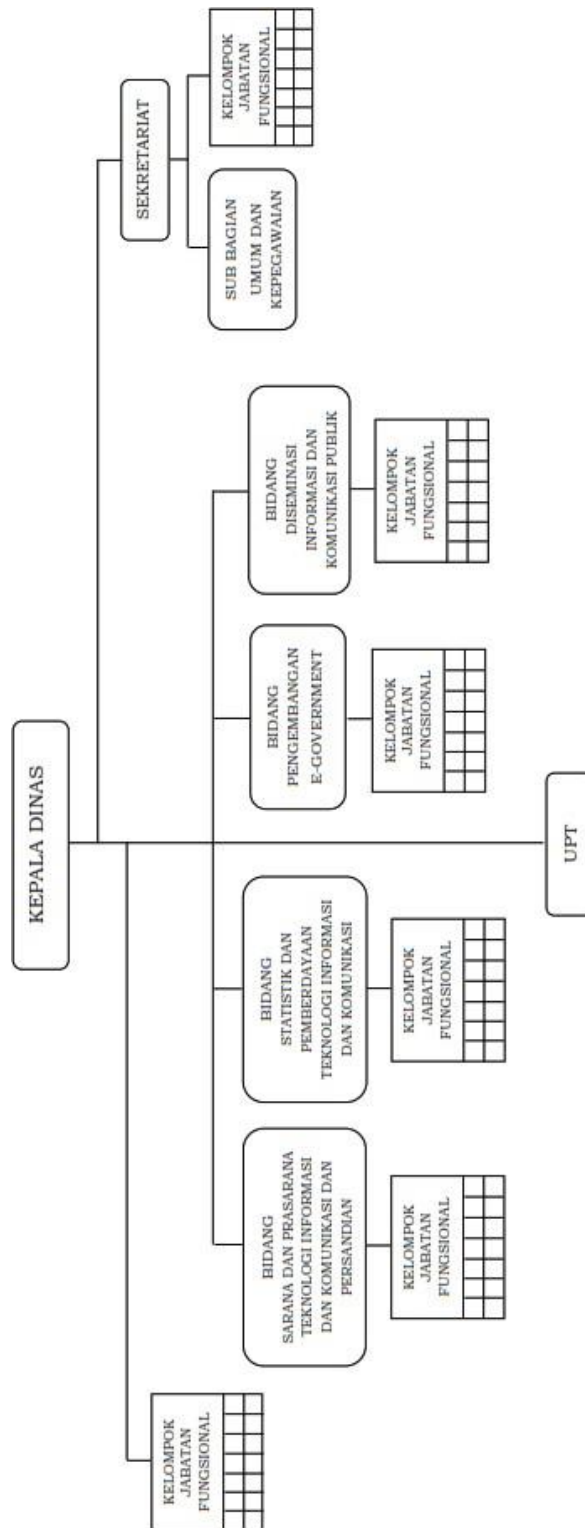 KEPALA DINAS
SEKRETARIAT
KELOMPOK
JABATAN
FUNGSIONAL
SUB BAGIAN
UMUM DAN
KEPEGAWAIAN
KELOMPOK
JABATAN
FUNGSIONAL
BIDANG
SARANA DAN PRASARANA
TEKNOLOGI INFORMASI
DAN KOMUNIKASI DAN
PERSANDIAN
BIDANG
STATISTIK DAN
PEMBERDAYAAN
TEKNOLOGI INFORMASI
DAN KOMUNIKASI
BIDANG
PENGEMBANGAN
E-GOVERNMENT
BIDANG
DISEMINASI
INFORMASI DAN
KOMUNIKASI PUBLIK
KELOMPOK
JABATAN
FUNGSIONAL
KELOMPOK
JABATAN
FUNGSIONAL
KELOMPOK
JABATAN
FUNGSIONAL
KELOMPOK
JABATAN
FUNGSIONAL
UPT